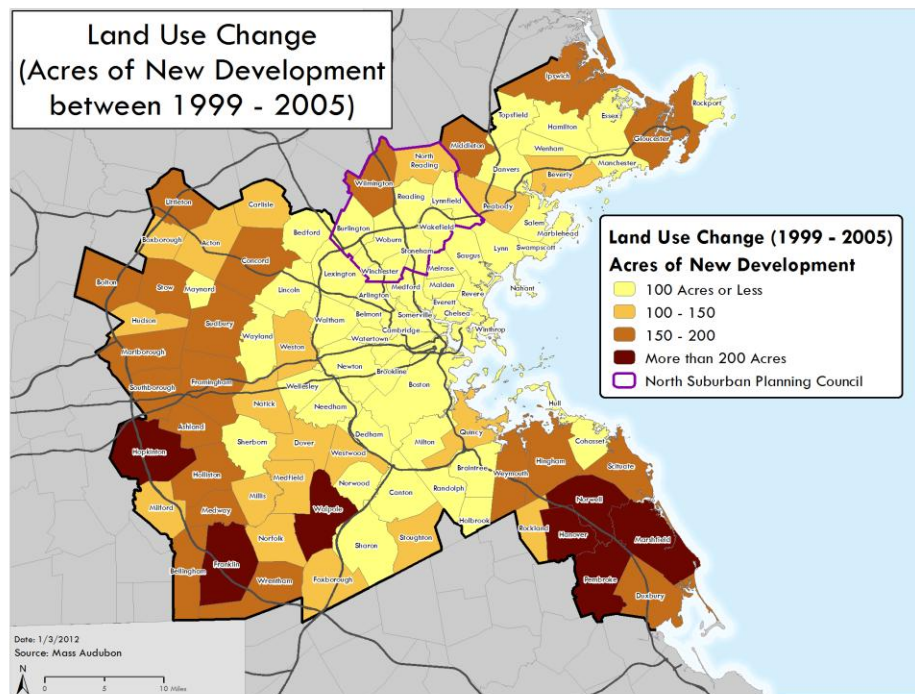 Land Use Change
(Acres of New Development
between 1999 - 2005)
Ipswich
Rockport
Topsfield
Essex
Hamilton
Gloucester
Middleton
Wenham
Manchester
Danvers
Beverly
North
Reading
Wilmington
Reading
Lynnfield
Peabody
Salem
Marblehead
Littleton
Carlisle
Boxborough
Acton
Bedford
Burlington
Wakefield
Woburn
Stoneham
Lynn
Swampscott
Saugus
Concord
Lexington
Winchester
Melrose
Nahant
Bolton
Stow
Maynard
Lincoln
Arlington
Medford
Malden
Revere
Everett
Hudson
Sudbury
Waltham
Belmont
Somerville
Chelsea
Winthrop
Wayland
Cambridge
Watertown
Marlborough
Weston
Newton
Brookline
Boston
Southborough
Framingham
Wellesley
Natick
Needham
Hull
Ashland
Dedham
Milton
Quincy
Cohasset
Hopkinton
Sherborn
Dover
Westwood
Braintree
Weymouth
Hingham
Scituate
Holliston
Medfield
Norwood
Canton
Randolph
Norwell
Milford
Medway
Millis
Walpole
Holbrook
Rockland
Hanover
Marshfield
Norfolk
Stoughton
Sharon
Bellingham
Franklin
Wrentham
Foxborough
Pembroke
Duxbury
Land Use Change (1999 - 2005)
Acres of New Development
100 Acres or Less
100 - 150
150 - 200
More than 200 Acres
North Suburban Planning Council
Date: 1/3/2012
Source: Mass Audubon
N
0 5 10 Miles